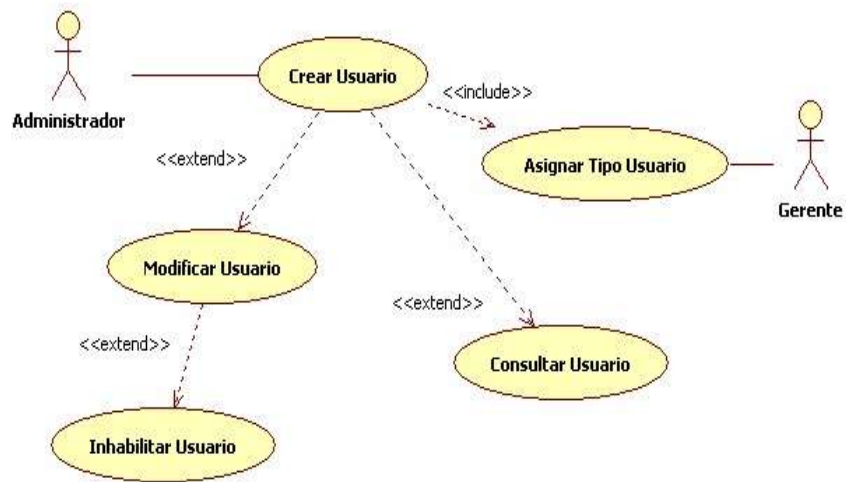 Crear Usuario
<<include>>
Administrador
<<extend>>
Asignar Tipo Usuario
Gerente
Modificar Usuario
<<extend>>
<<extend>>
Consultar Usuario
Inhabilitar Usuario